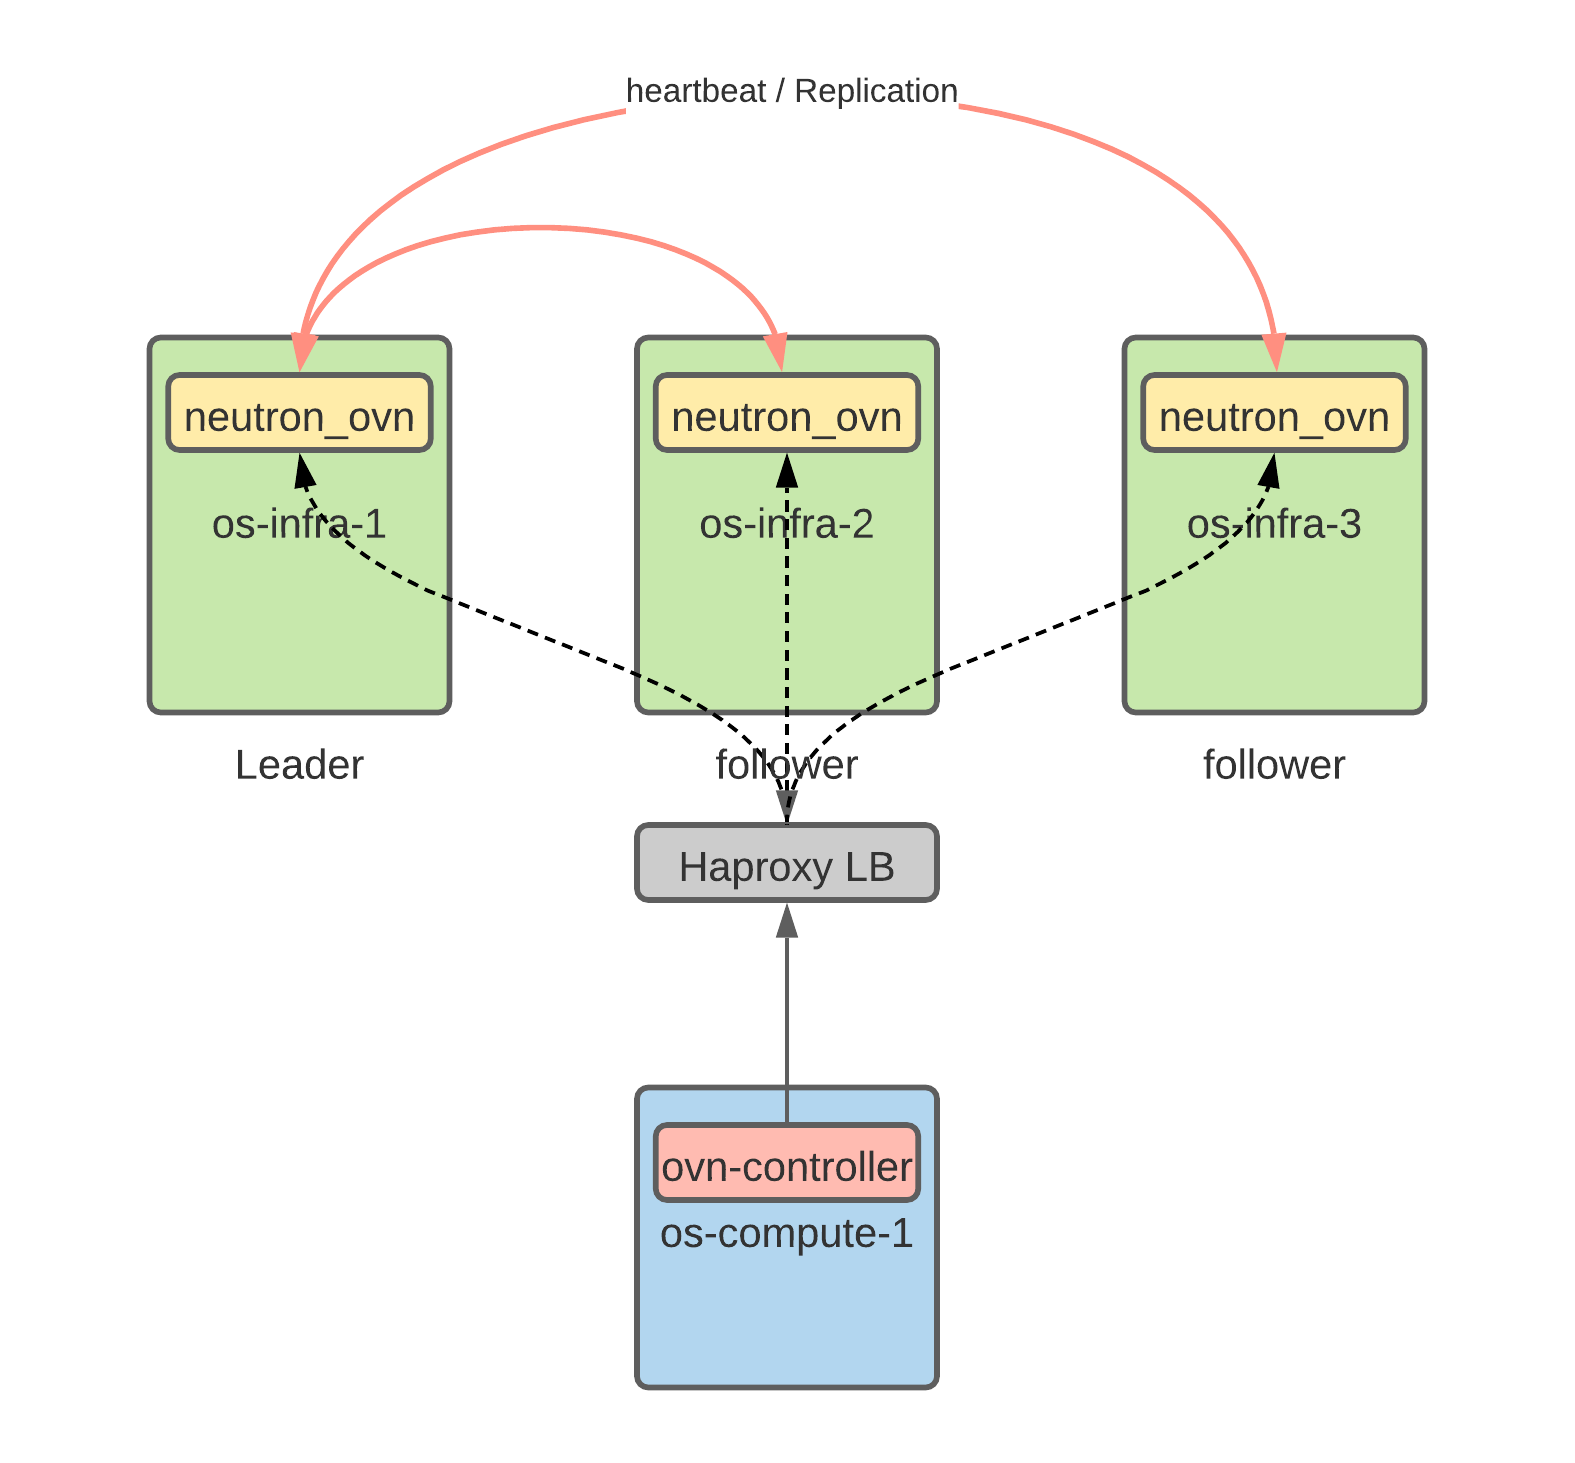 heartbeat / Replication
neutron_ovn
neutron_ovn
neutron_ovn
os-infra-1
os-infra-2
os-infra-3
Leader
follower
follower
Haproxy LB
ovn-controller
os-compute-1